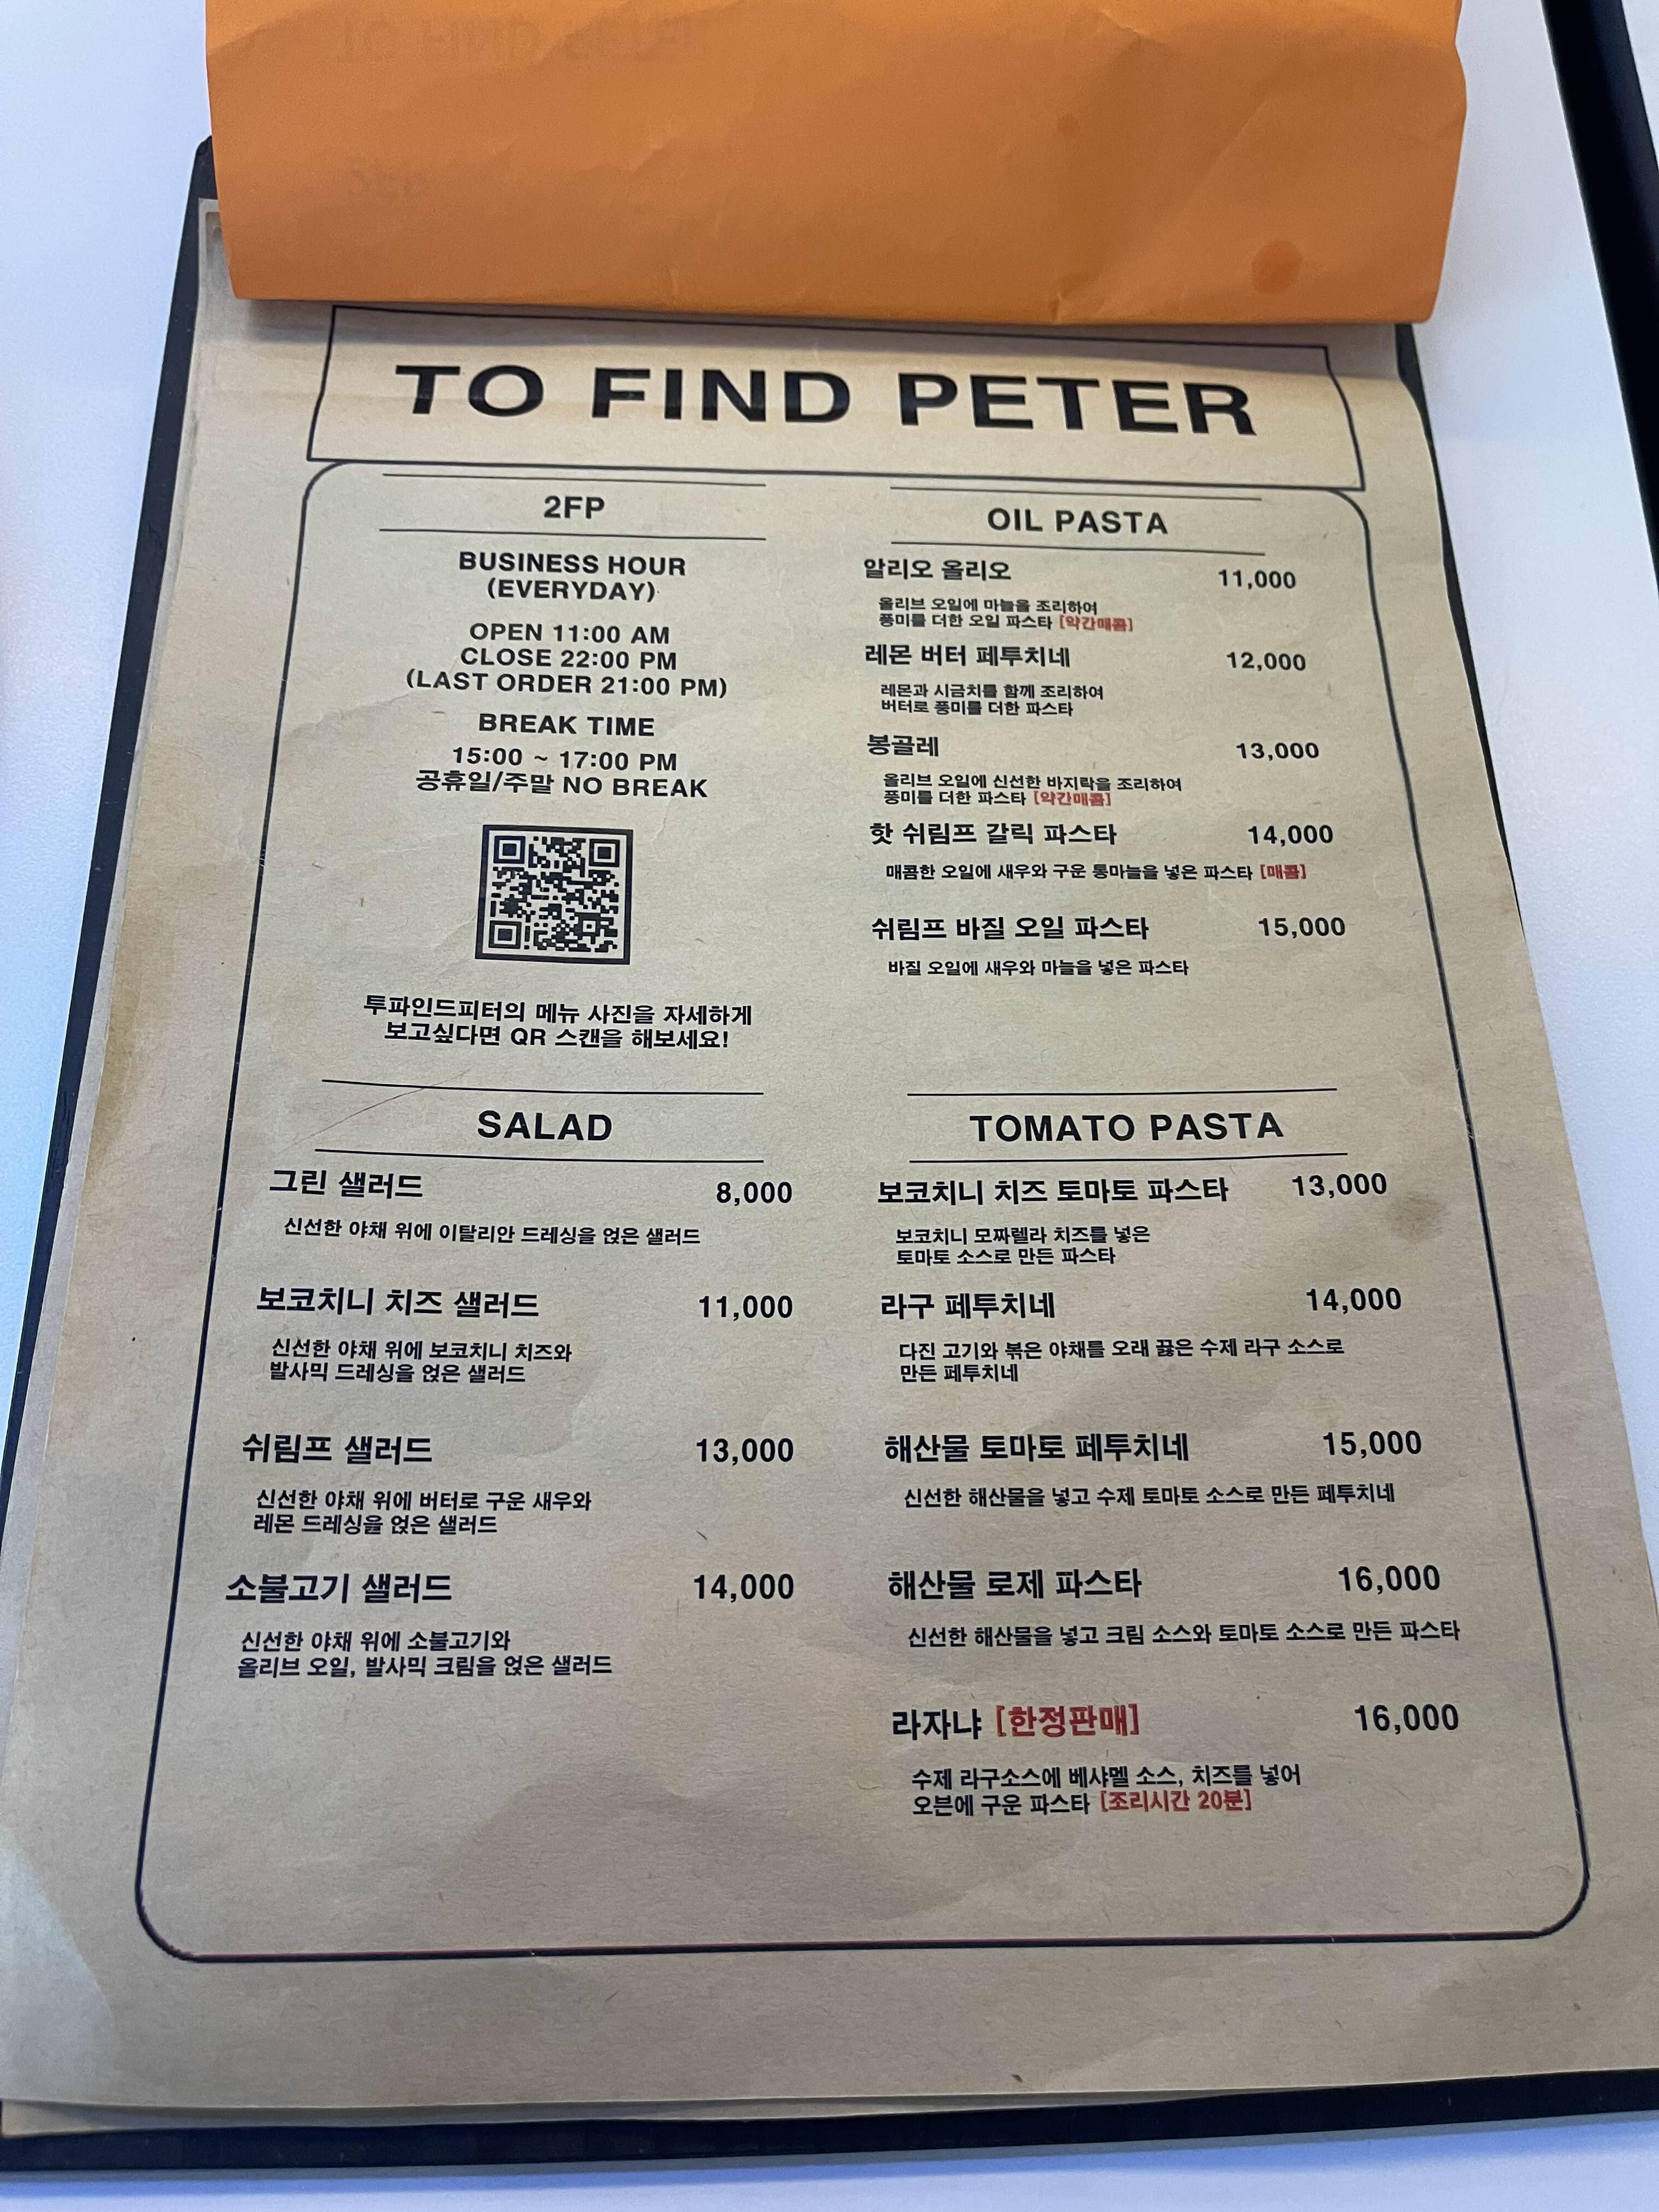 TO FIND PETER
2FP
BUSINESS HOUR
(EVERYDAY)
OPEN 11:00 AM
CLOSE 22:00 PM
(LAST ORDER 21:00 PM)
BREAK TIME
15:00 ~ 17:00 PM
공휴일/주말 NO BREAK
투파인드피터의 메뉴 사진을 자세하게
보고싶다면 QR 스캔을 해보세요!
OIL PASTA
알리오 올리오 11,000
올리브 오일에 마늘을 조리하여
풍미를 더한 오일 파스타 [약간매콤]
레몬 버터 페투치네 12,000
레몬과 시금치를 함께 조리하여
버터로 풍미를 더한 파스타
봉골레 13,000
올리브 오일에 신선한 바지락을 조리하여
풍미를 더한 파스타 [약간매콤]
핫 쉬림프 갈릭 파스타 14,000
매콤한 오일에 새우와 구운 통마늘을 넣은 파스타 [매콤]
쉬림프 바질 오일 파스타 15,000
바질 오일에 새우와 마늘을 넣은 파스타
SALAD
그린 샐러드 8,000
신선한 야채 위에 이탈리안 드레싱을 얹은 샐러드
보코치니 치즈 샐러드 11,000
신선한 야채 위에 보코치니 치즈와
발사믹 드레싱을 얹은 샐러드
쉬림프 샐러드 13,000
신선한 야채 위에 버터로 구운 새우와
레몬 드레싱을 얹은 샐러드
소불고기 샐러드 14,000
신선한 야채 위에 소불고기와
올리브 오일, 발사믹 크림을 얹은 샐러드
TOMATO PASTA
보코치니 치즈 토마토 파스타 13,000
보코치니 모짜렐라 치즈를 넣은
토마토 소스로 만든 파스타
라구 페투치네 14,000
다진 고기와 볶은 야채를 오래 끓은 수제 라구 소스로
만든 페투치네
해산물 토마토 페투치네 15,000
신선한 해산물을 넣고 수제 토마토 소스로 만든 페투치네
해산물 로제 파스타 16,000
신선한 해산물을 넣고 크림 소스와 토마토 소스로 만든 파스타
라자냐 [한정판매] 16,000
수제 라구소스에 베샤멜 소스, 치즈를 넣어
오븐에 구운 파스타 [조리시간 20분]